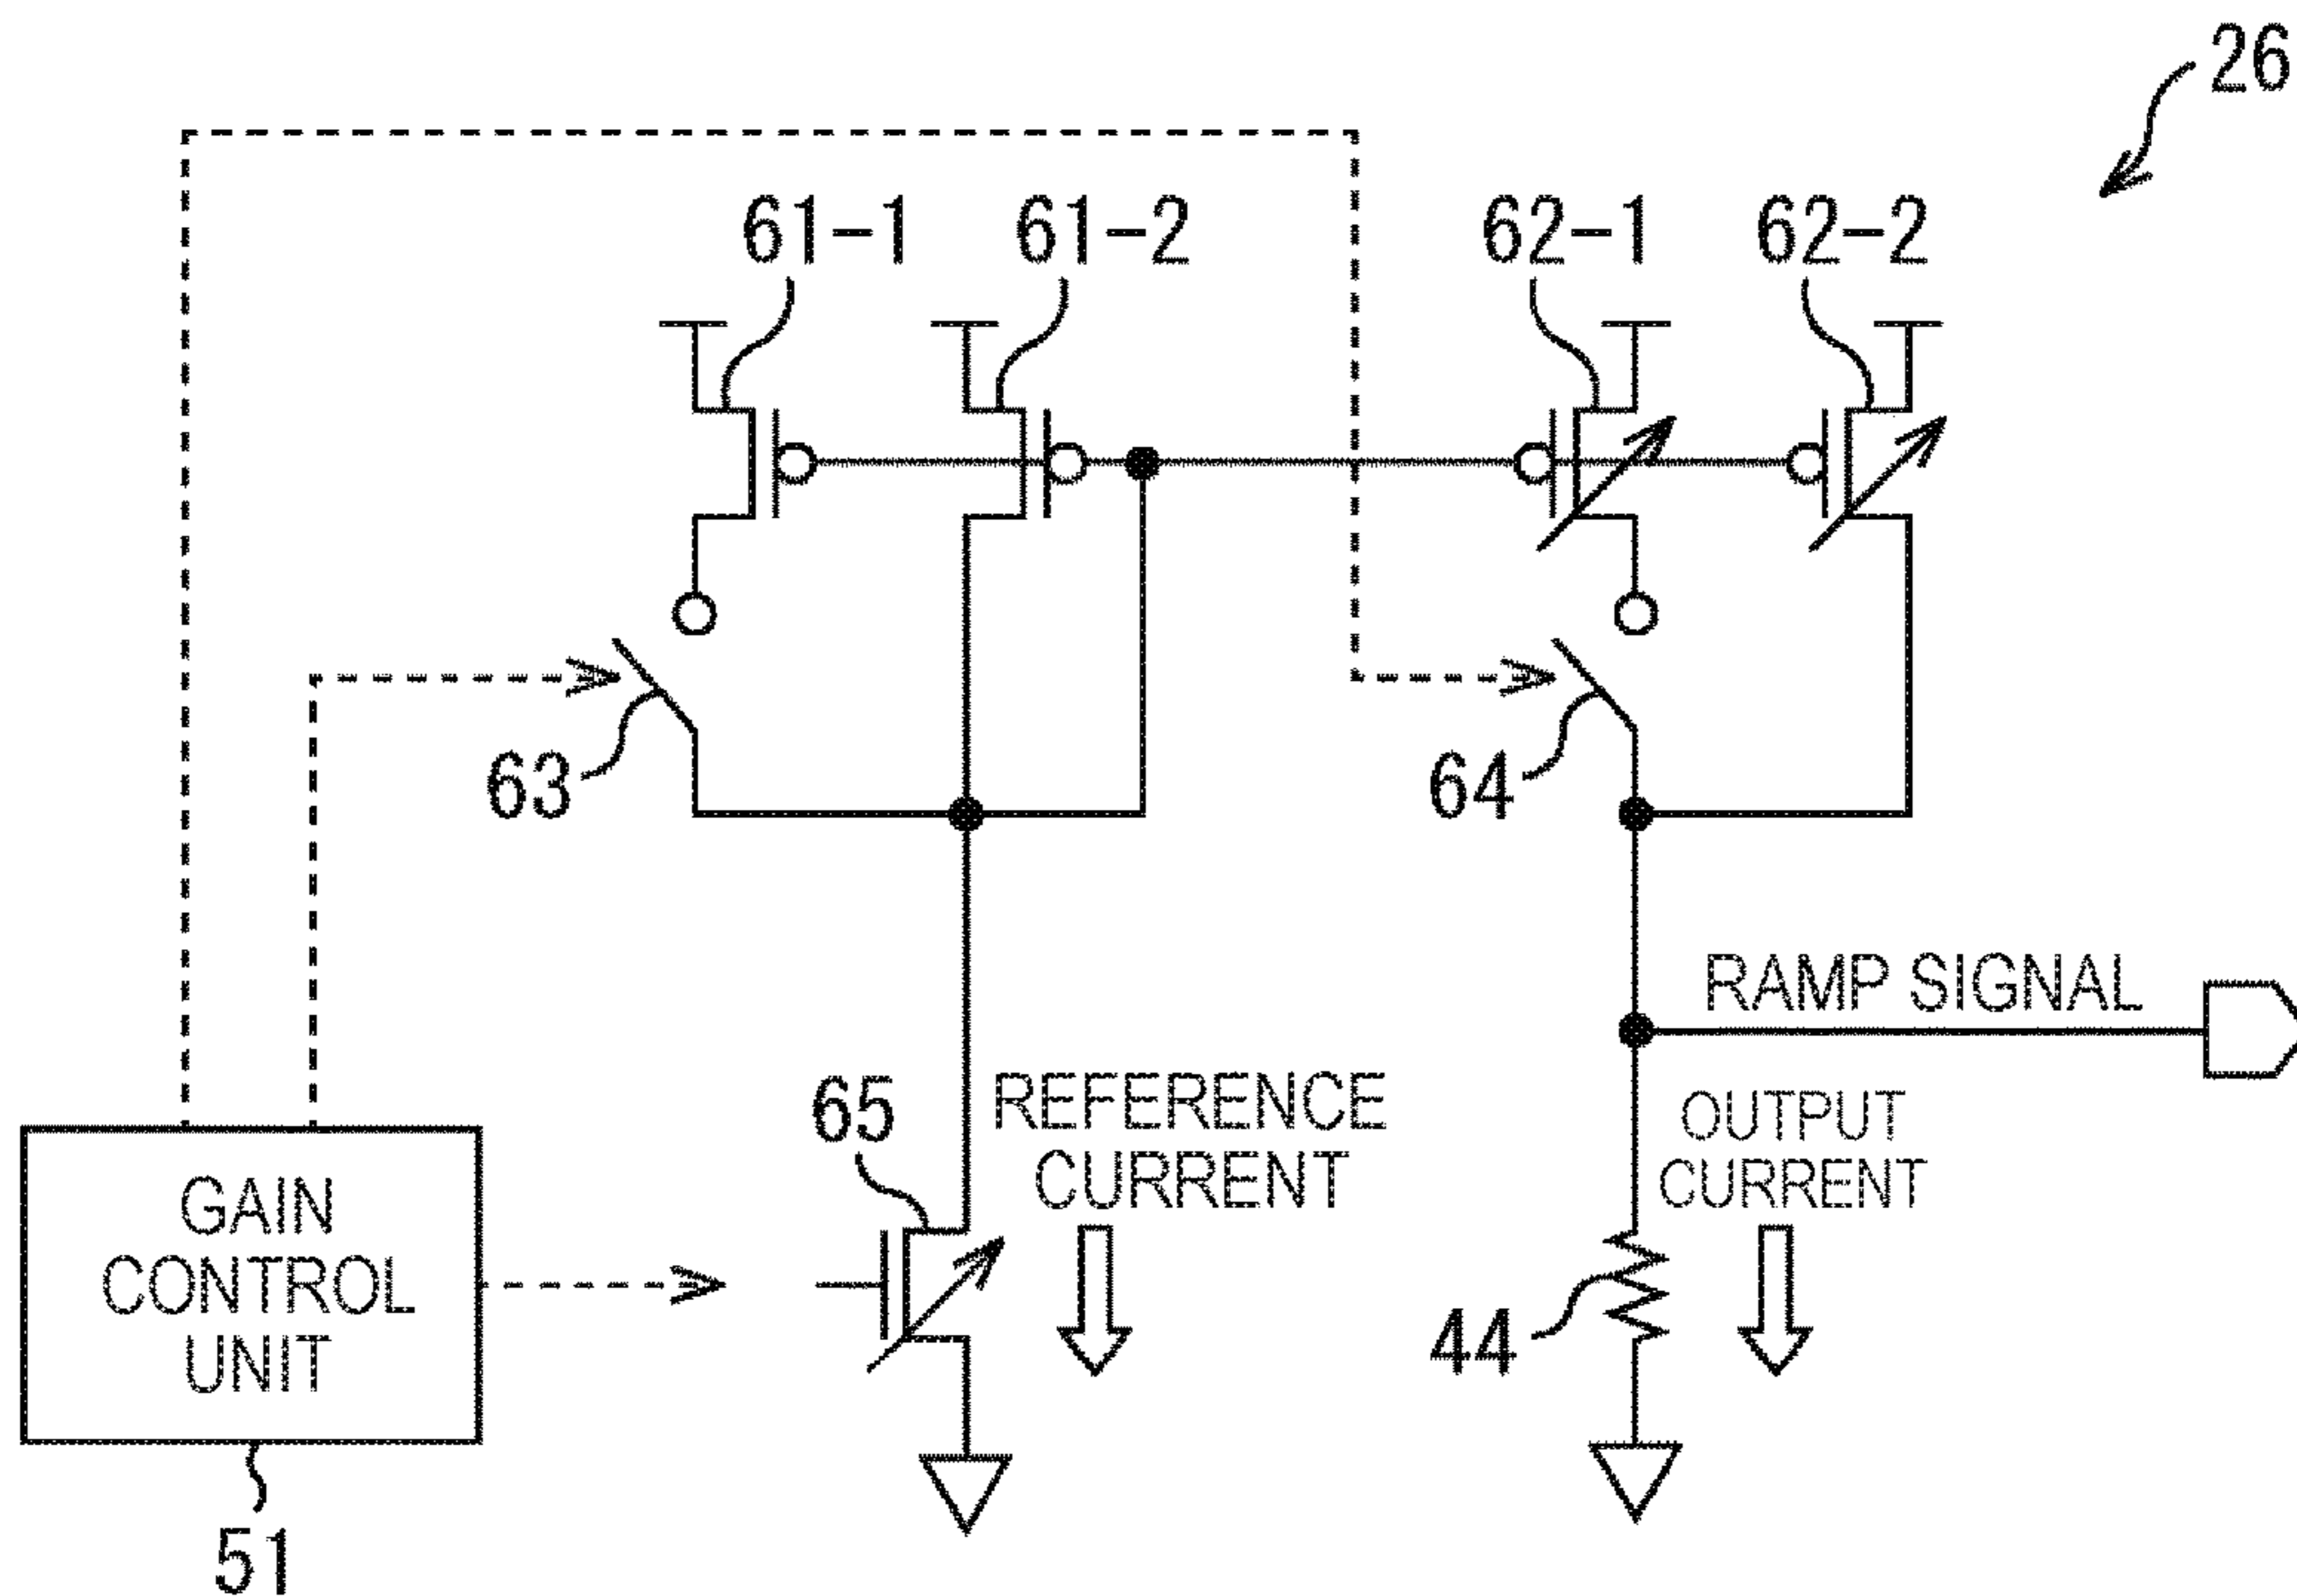 26
61-1
61-2
62-1
62-2
63
64
RAMP SIGNAL
65
REFERENCE
CURRENT
OUTPUT
CURRENT
GAIN
CONTROL
UNIT
44
51